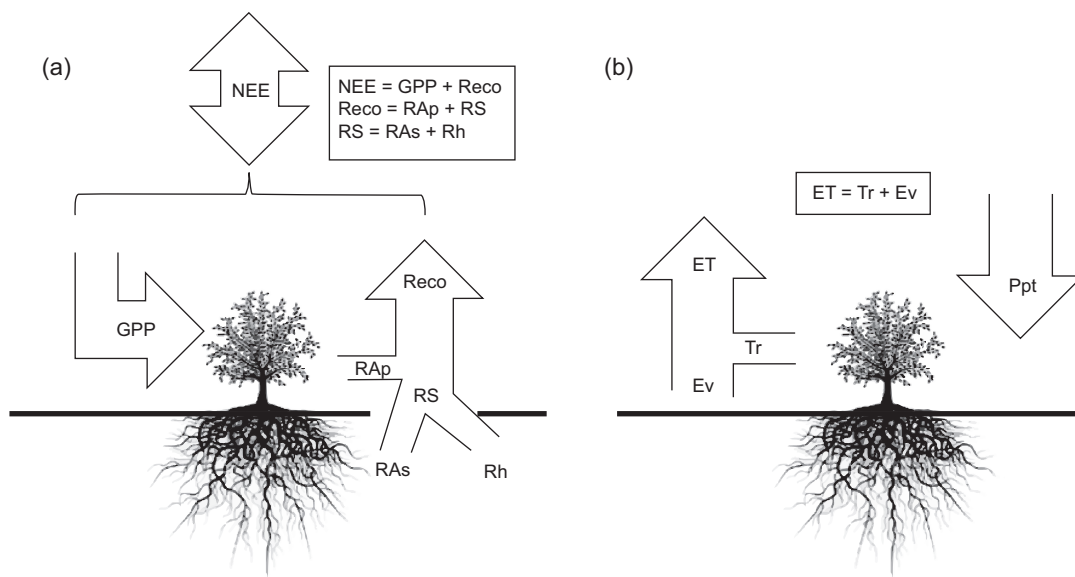 (a)
NEE
NEE = GPP + Reco
Reco = RAp + RS
RS = RAs + Rh
GPP
Reco
RAp
RS
RAs
Rh
(b)
ET = Tr + Ev
ET
Ppt
Tr
Ev